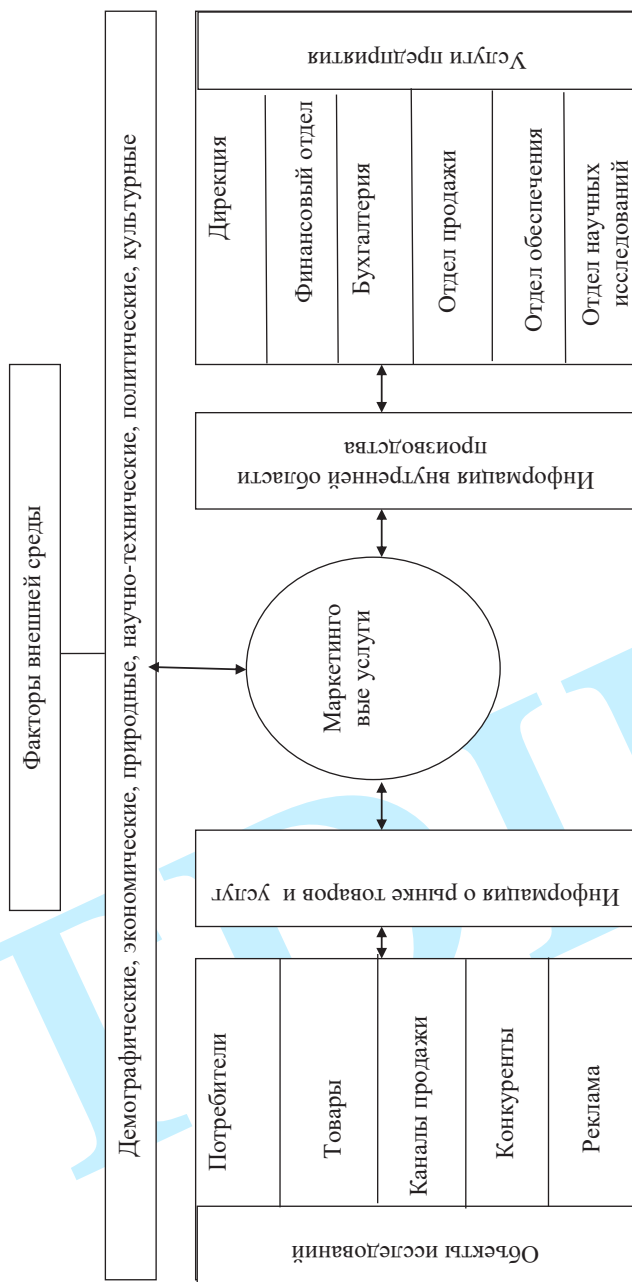 Факторы внешней среды
Демографические, экономические, природные, научно-технические, политические, культурные
Объекты исследований
Потребители
Товары
Каналы продажи
Конкуренты
Реклама
Информация о рынке товаров и услуг
Маркетинго
вые услуги
Информация внутренней области
производства
Дирекция
Финансовый отдел
Бухгалтерия
Отдел продажи
Отдел обеспечения
Отдел научных
исследований
Услуги предприятия